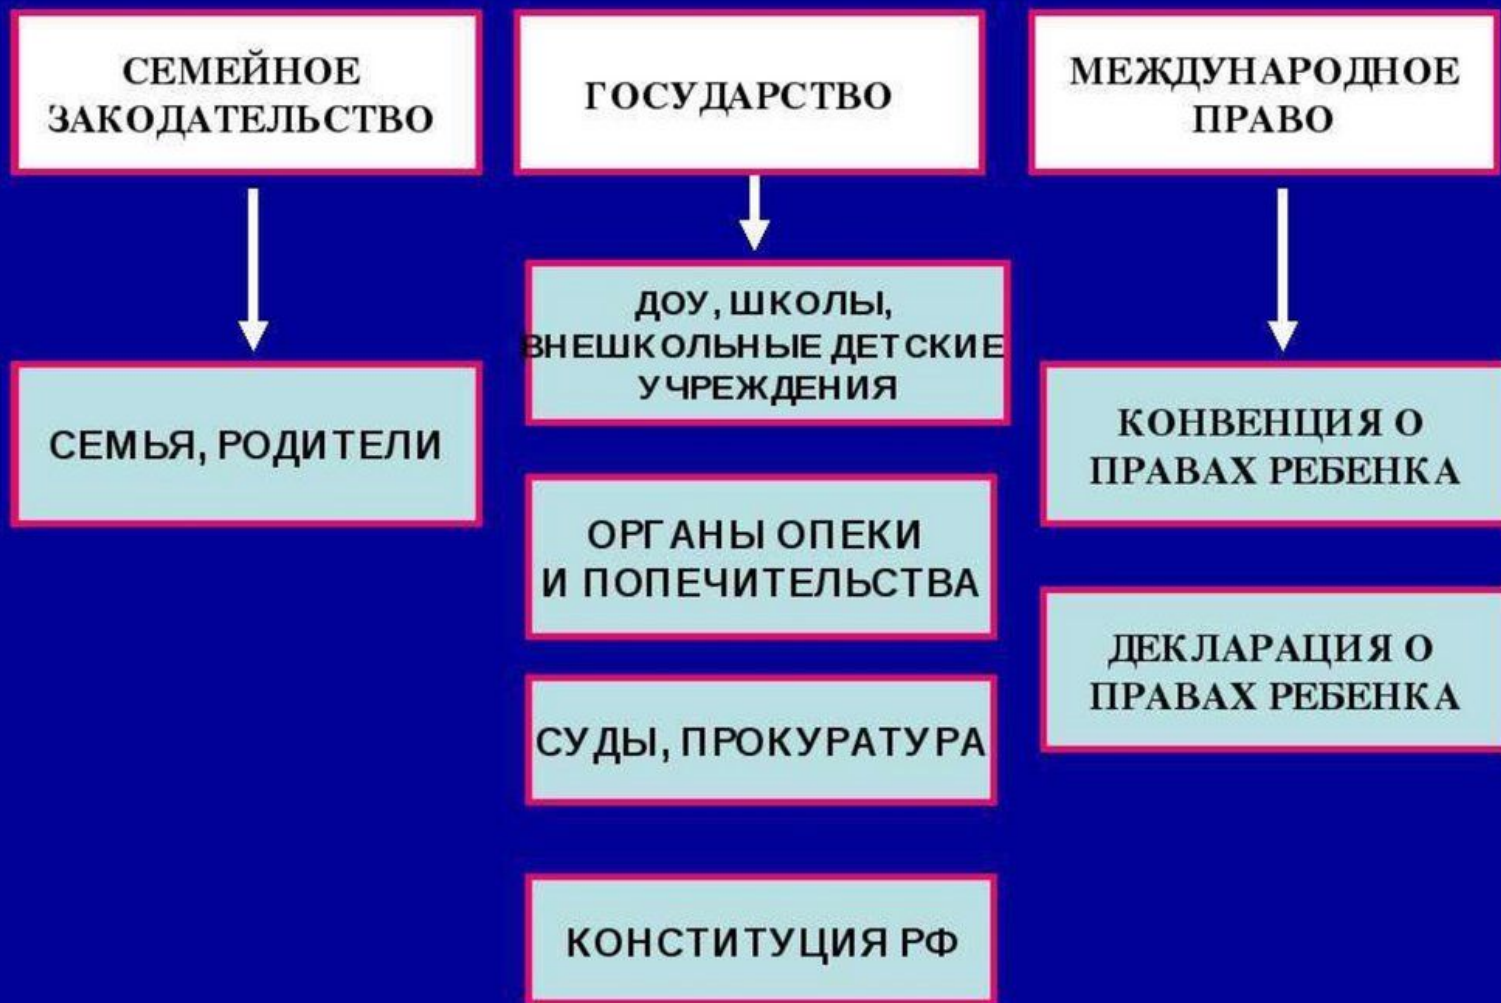 СЕМЕЙНОЕ
ЗАКОДАТЕЛЬСТВО
ГОСУДАРСТВО
МЕЖДУНАРОДНОЕ
ПРАВО
СЕМЬЯ, РОДИТЕЛИ
ДОУ, ШКОЛЫ,
ВНЕШКОЛЬНЫЕ ДЕТСКИЕ
УЧРЕЖДЕНИЯ
ОРГАНЫ ОПЕКИ
И ПОПЕЧИТЕЛЬСТВА
СУДЫ, ПРОКУРАТУРА
КОНСТИТУЦИЯ РФ
КОНВЕНЦИЯ О
ПРАВАХ РЕБЕНКА
ДЕКЛАРАЦИЯ О
ПРАВАХ РЕБЕНКА